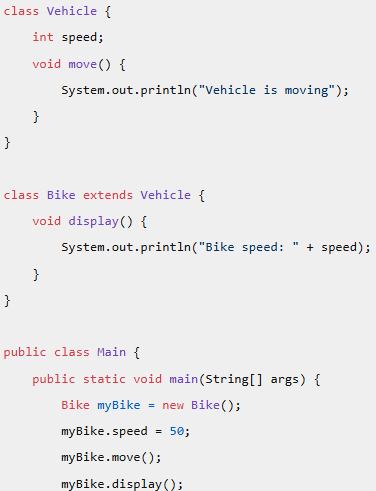 class Vehicle {
    int speed;
    void move() {
        System.out.println("Vehicle is moving");
    }
}

class Bike extends Vehicle {
    void display() {
        System.out.println("Bike speed: " + speed);
    }
}

public class Main {
    public static void main(String[] args) {
        Bike myBike = new Bike();
        myBike.speed = 50;
        myBike.move();
        myBike.display();